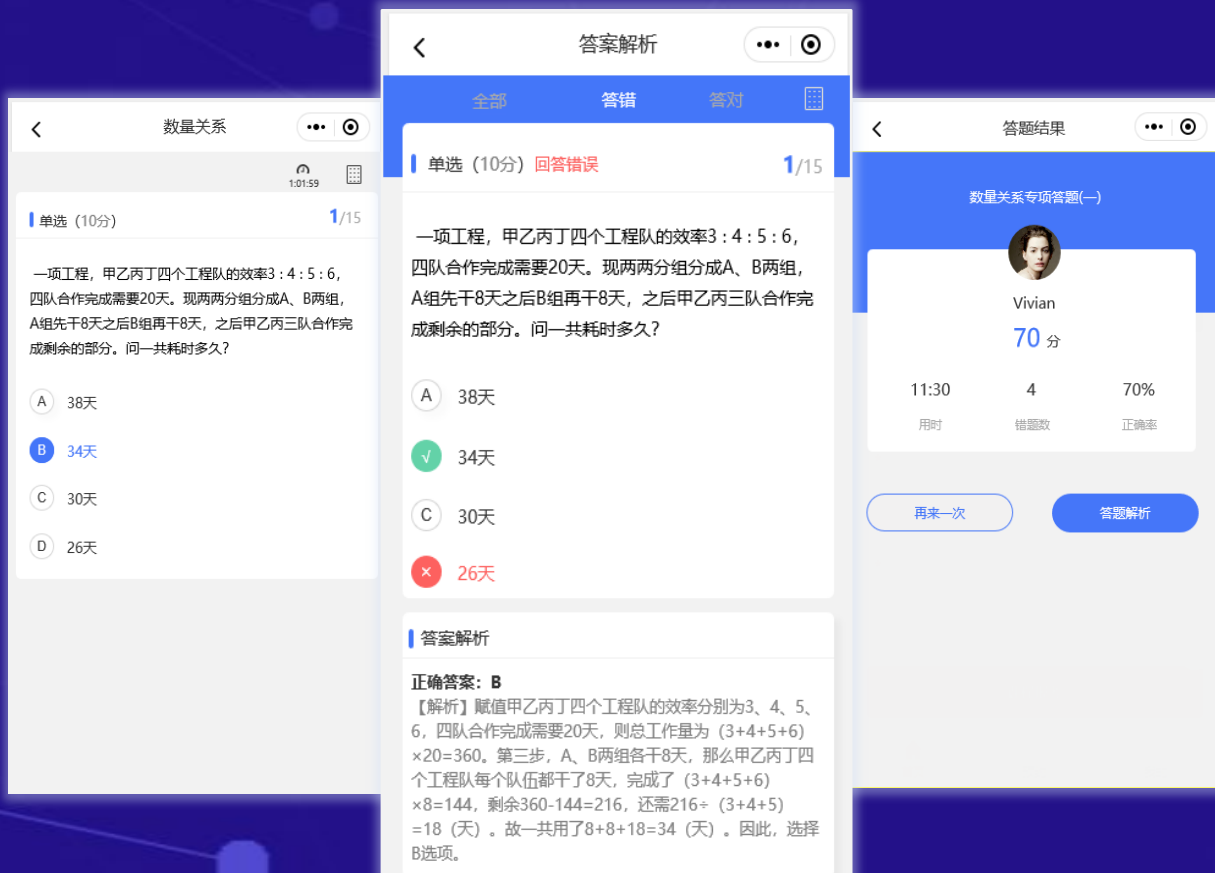 数量关系
1:01:59
单选（10分）
1/15
一项工程，甲乙丙丁四个工程队的效率3 : 4 : 5 : 6，
四队合作完成需要20天。现两两分组分成A、B两组，
A组先干8天之后B组再干8天，之后甲乙丙三队合作完
成剩余的部分。问一共耗时多久?
A 38天
B 34天
C 30天
D 26天
答案解析
全部 答错 答对
单选（10分）回答错误
1/15
一项工程，甲乙丙丁四个工程队的效率3 : 4 : 5 : 6，
四队合作完成需要20天。现两两分组分成A、B两组，
A组先干8天之后B组再干8天，之后甲乙丙三队合作完
成剩余的部分。问一共耗时多久?
A 38天
√ 34天
C 30天
× 26天
答案解析
正确答案：B
【解析】赋值甲乙丙丁四个工程队的效率分别为3、4、5、
6，四队合作完成需要20天，则总工作量为（3+4+5+6）
×20=360。第三步，A、B两组各干8天，那么甲乙丙丁四
个工程队每个队伍都干了8天，完成了（3+4+5+6）
×8=144，剩余360-144=216，还需216÷（3+4+5）
=18（天）。故一共用了8+8+18=34（天）。因此，选择
B选项。
答题结果
数量关系专项答题(一)
Vivian
70 分
11:30 4 70%
用时 错题数 正确率
再来一次 答题解析